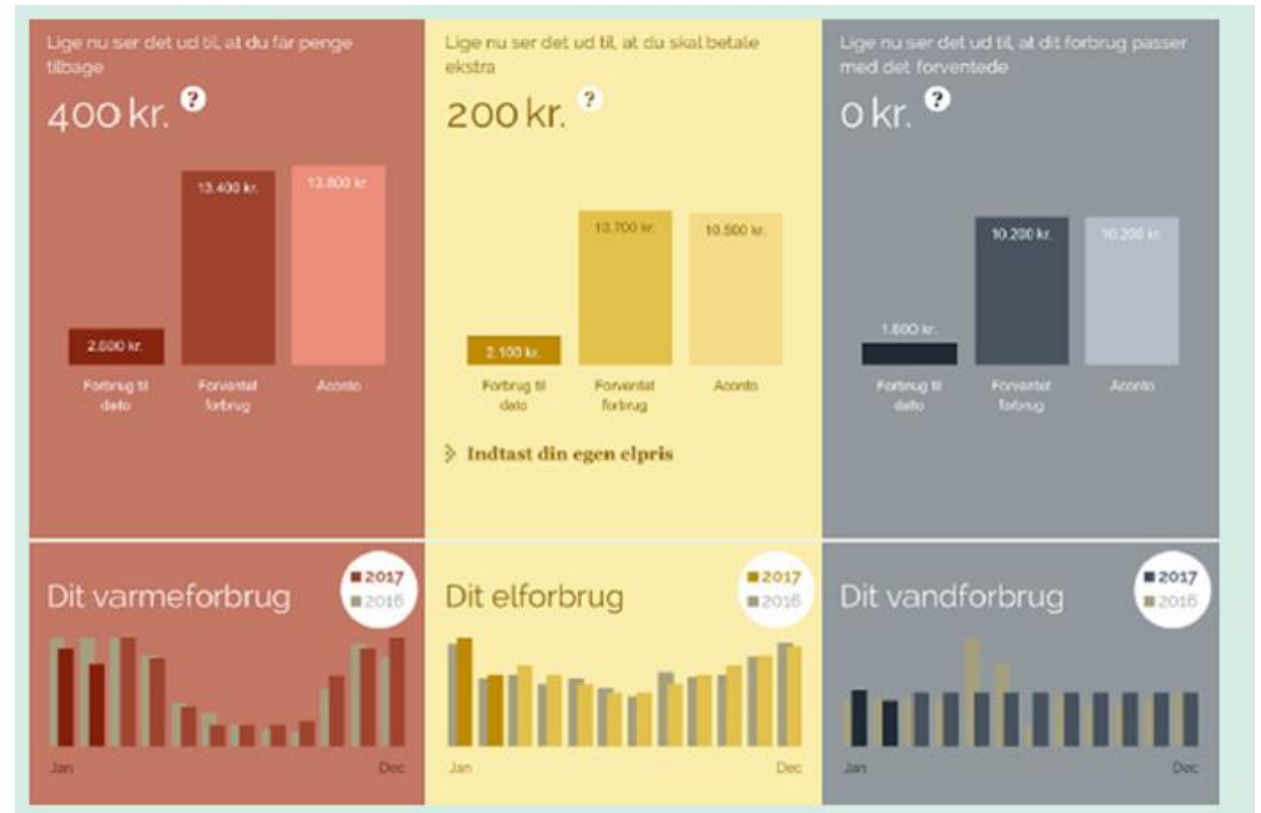 Lige nu ser det ud til, at du får penge
tilbage
400 kr. ?
13.400 kr.
13.800 kr.
2.600 kr.
Forbrug til
dato
Forventet
forbrug
Aconto
Lige nu ser det ud til, at du skal betale
ekstra
200 kr. ?
10.700 kr.
10.500 kr.
2.100 kr.
Forbrug til
dato
Forventet
forbrug
Aconto
Indtast din egen elpris
Lige nu ser det ud til, at dit forbrug passer
med det forventede
0 kr. ?
10.200 kr.
10.200 kr.
1.600 kr.
Forbrug til
dato
Forventet
forbrug
Aconto
Dit varmeforbrug
2017
2016
Jan
Dec
Dit elforbrug
2017
2016
Jan
Dec
Dit vandforbrug
2017
2016
Jan
Dec